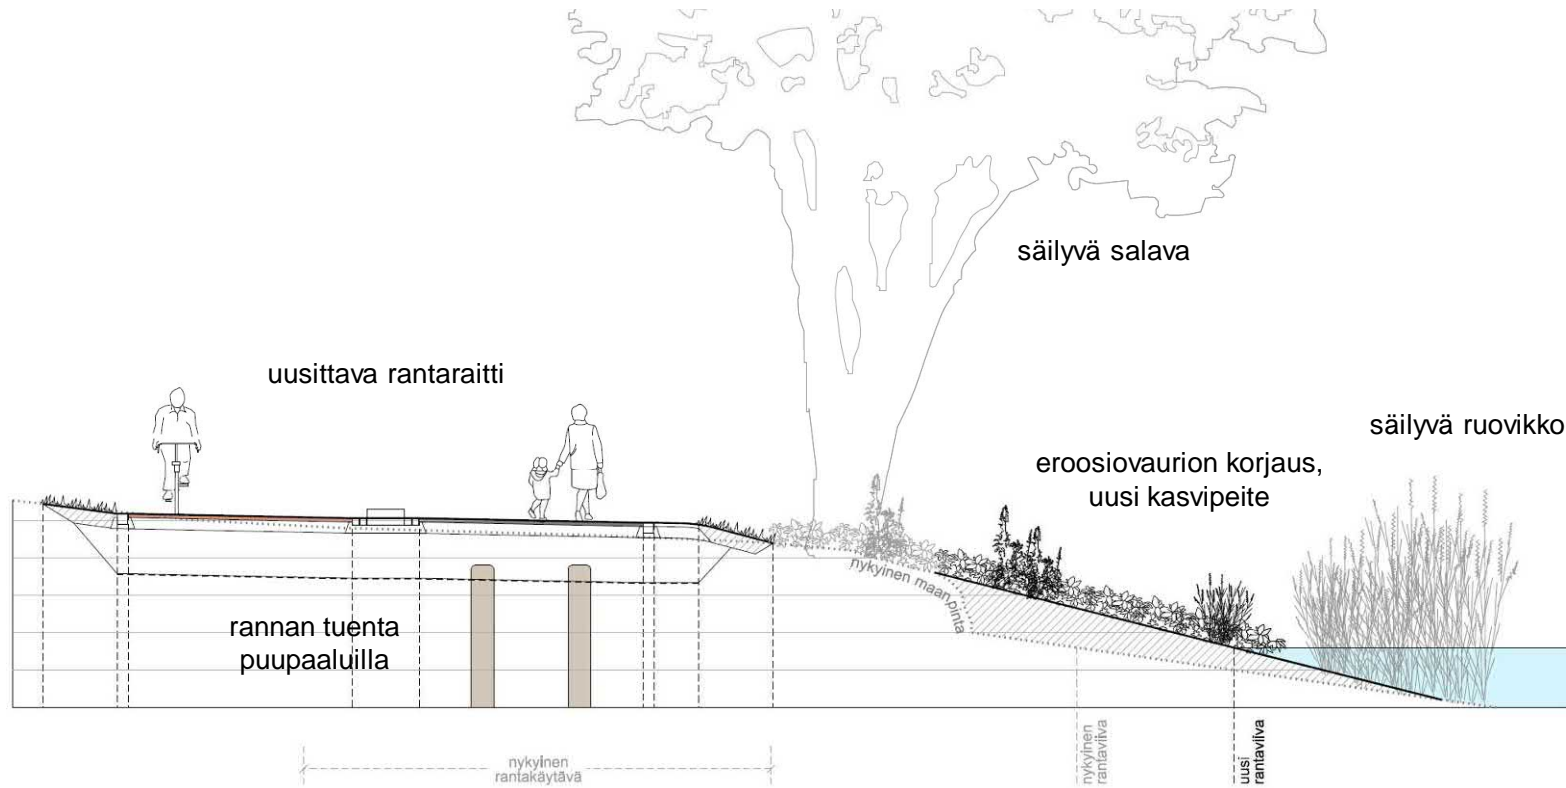 säilyvä salava
uusittava rantaraitti
säilyvä ruovikko
eroosiovaurion korjaus,
uusi kasvipeite
nykyinen maan pinta
rannan tuenta
puupaaluilla
nykyinen
rantaviiva
uusi
rantaviiva
nykyinen
rantakäytävä